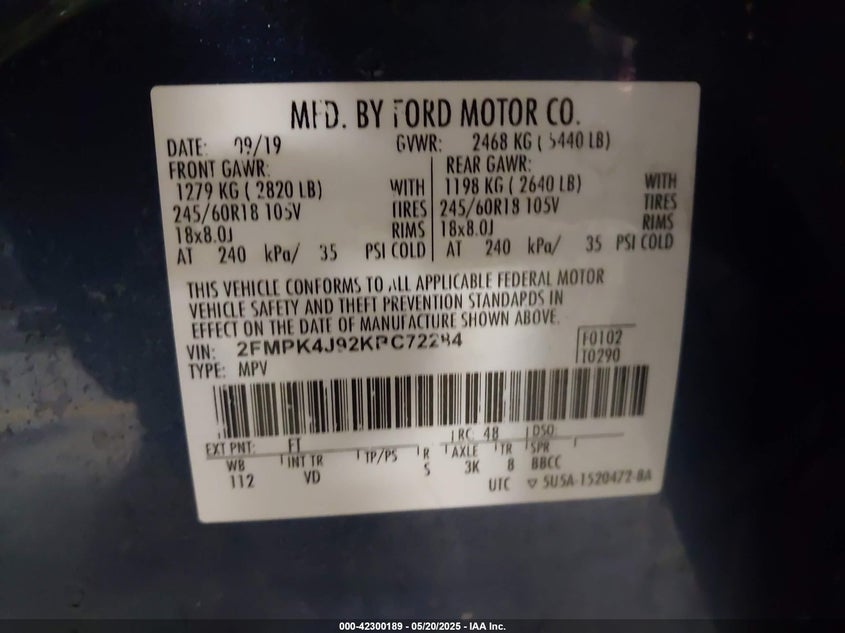 MFD. BY FORD MOTOR CO.
DATE: 09/19 GVWR: 2468 KG ( 5440 LB)
FRONT GAWR: REAR GAWR:
1279 KG ( 2820 LB) WITH 1198 KG ( 2640 LB) WITH
245/60R18 105V TIRES 245/60R18 105V TIRES
18x8.0J RIMS 18x8.0J RIMS
AT 240 kPa/ 35 PSI COLD AT 240 kPa/ 35 PSI COLD
THIS VEHICLE CONFORMS TO ALL APPLICABLE FEDERAL MOTOR
VEHICLE SAFETY AND THEFT PREVENTION STANDARDS IN
EFFECT ON THE DATE OF MANUFACTURE SHOWN ABOVE.
VIN: 2FMPK4J92KBC72284
F0102
TYPE: MPV
T0290
EXT PNT: FT RC: 48 DSO:
WB INT TR TP/PS R AXLE TR SPR
112 VD S 3K 8 BBCC
UTC 5U5A-1520472-BA
000-42300189 - 05/20/2025 - IAA Inc.